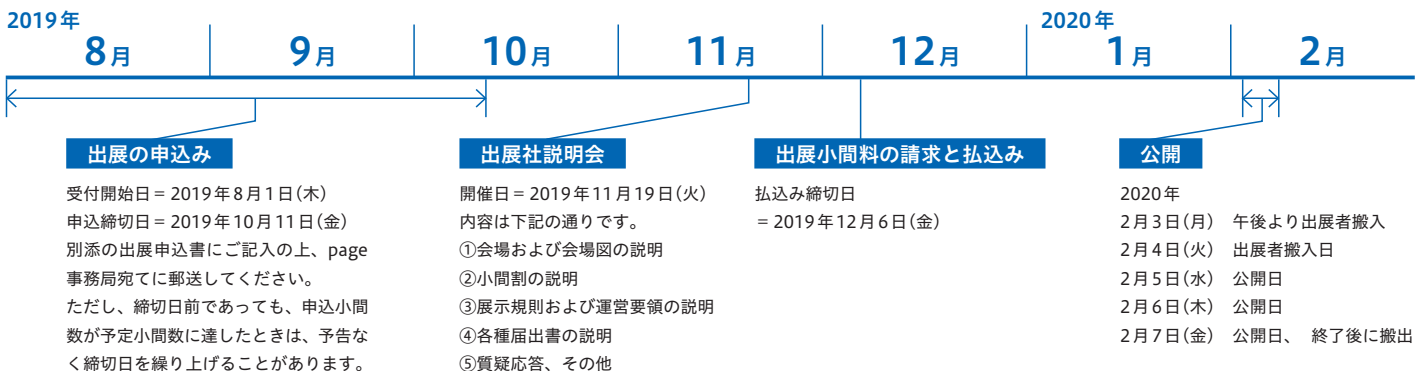 2019年
2020年
8月
9月
10月
11月
12月
1月
2月
出展の申込み
受付開始日＝2019年8月1日(木)
申込締切日＝2019年10月11日(金)
別添の出展申込書にご記入の上、page
事務局宛てに郵送してください。
ただし、締切日前であっても、申込小間
数が予定小間数に達したときは、予告な
く締切日を繰り上げることがあります。
出展社説明会
開催日＝2019年11月19日(火)
内容は下記の通りです。
①会場および会場図の説明
②小間割の説明
③展示規則および運営要領の説明
④各種届出書の説明
⑤質疑応答、その他
出展小間料の請求と払込み
払込み締切日
＝2019年12月6日(金)
公開
2020年
2月3日(月)　午後より出展者搬入
2月4日(火)　出展者搬入日
2月5日(水)　公開日
2月6日(木)　公開日
2月7日(金)　公開日、　終了後に搬出